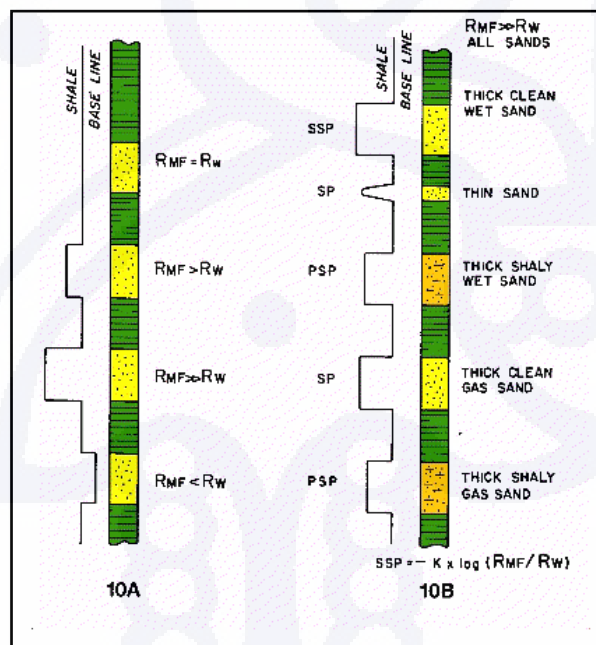 SHALE
BASE LINE
RMF = RW
RMF > RW
RMF >> RW
RMF < RW
10A
RMF >> RW
ALL SANDS
SHALE
BASE LINE
SSP
THICK CLEAN
WET SAND
SP
THIN SAND
PSP
THICK SHALY
WET SAND
SP
THICK CLEAN
GAS SAND
PSP
THICK SHALY
GAS SAND
SSP = - K x log (RMF/RW)
10B